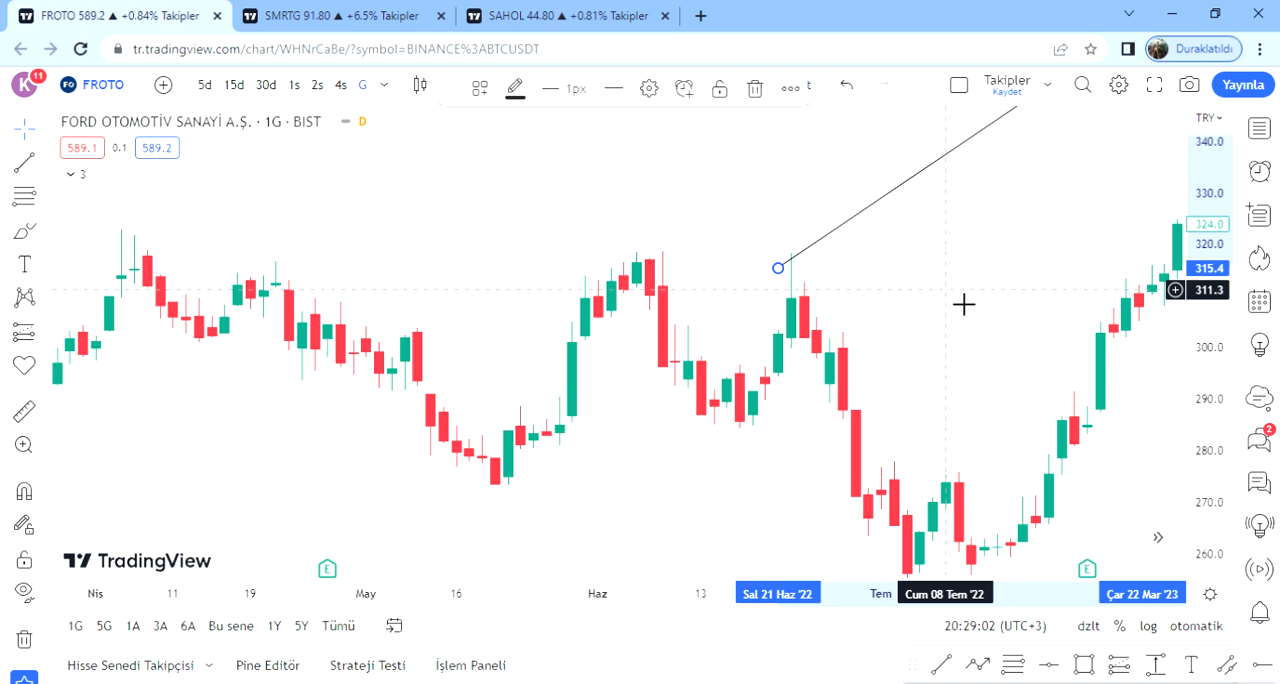 FROTO 589.2 ▲ +0.84% Takipler
SMRTG 91.80 ▲ +6.5% Takipler
SAHOL 44.80 ▲ +0.81% Takipler
tr.tradingview.com/chart/WHNrCaBe/?symbol=BINANCE%3ABTCUSDT
Duraklatıldı
K 11
FROTO
5d 15d 30d 1s 2s 4s G
1px
t
Takipler
Kaydet
Yayınla
FORD OTOMOTİV SANAYİ A.Ş. · 1G · BIST
D
TRY
589.1 0.1 589.2
3
340.0
330.0
324.0
320.0
315.4
311.3
300.0
290.0
280.0
270.0
260.0
2
TradingView
E
E
Nis 11 19 May 16 Haz 13 Sal 21 Haz '22 Tem Cum 08 Tem '22 Çar 22 Mar '23
1G 5G 1A 3A 6A Bu sene 1Y 5Y Tümü
20:29:02 (UTC+3) dzlt % log otomatik
Hisse Senedi Takipçisi Pine Editör Strateji Testi İşlem Paneli